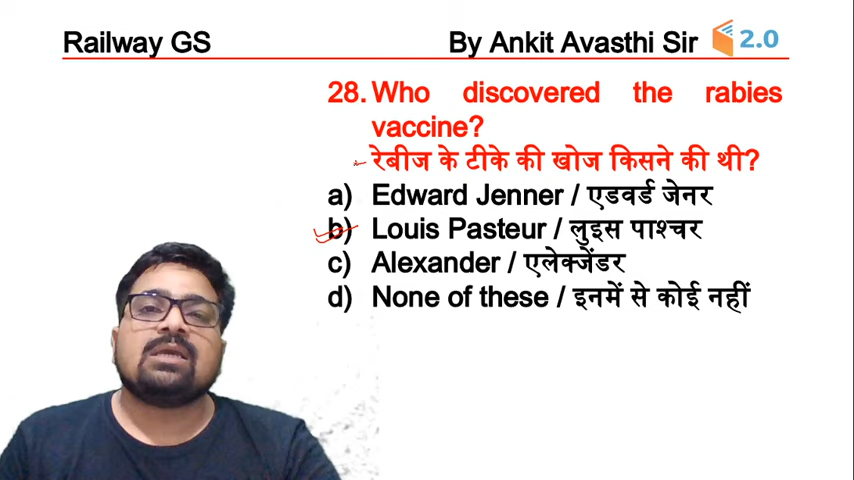 Railway GS By Ankit Avasthi Sir 2.0
28. Who discovered the rabies
vaccine?
रेबीज के टीके की खोज किसने की थी?
a) Edward Jenner / एडवर्ड जेनर
b) Louis Pasteur / लुइस पाश्चर
c) Alexander / एलेक्जेंडर
d) None of these / इनमें से कोई नहीं